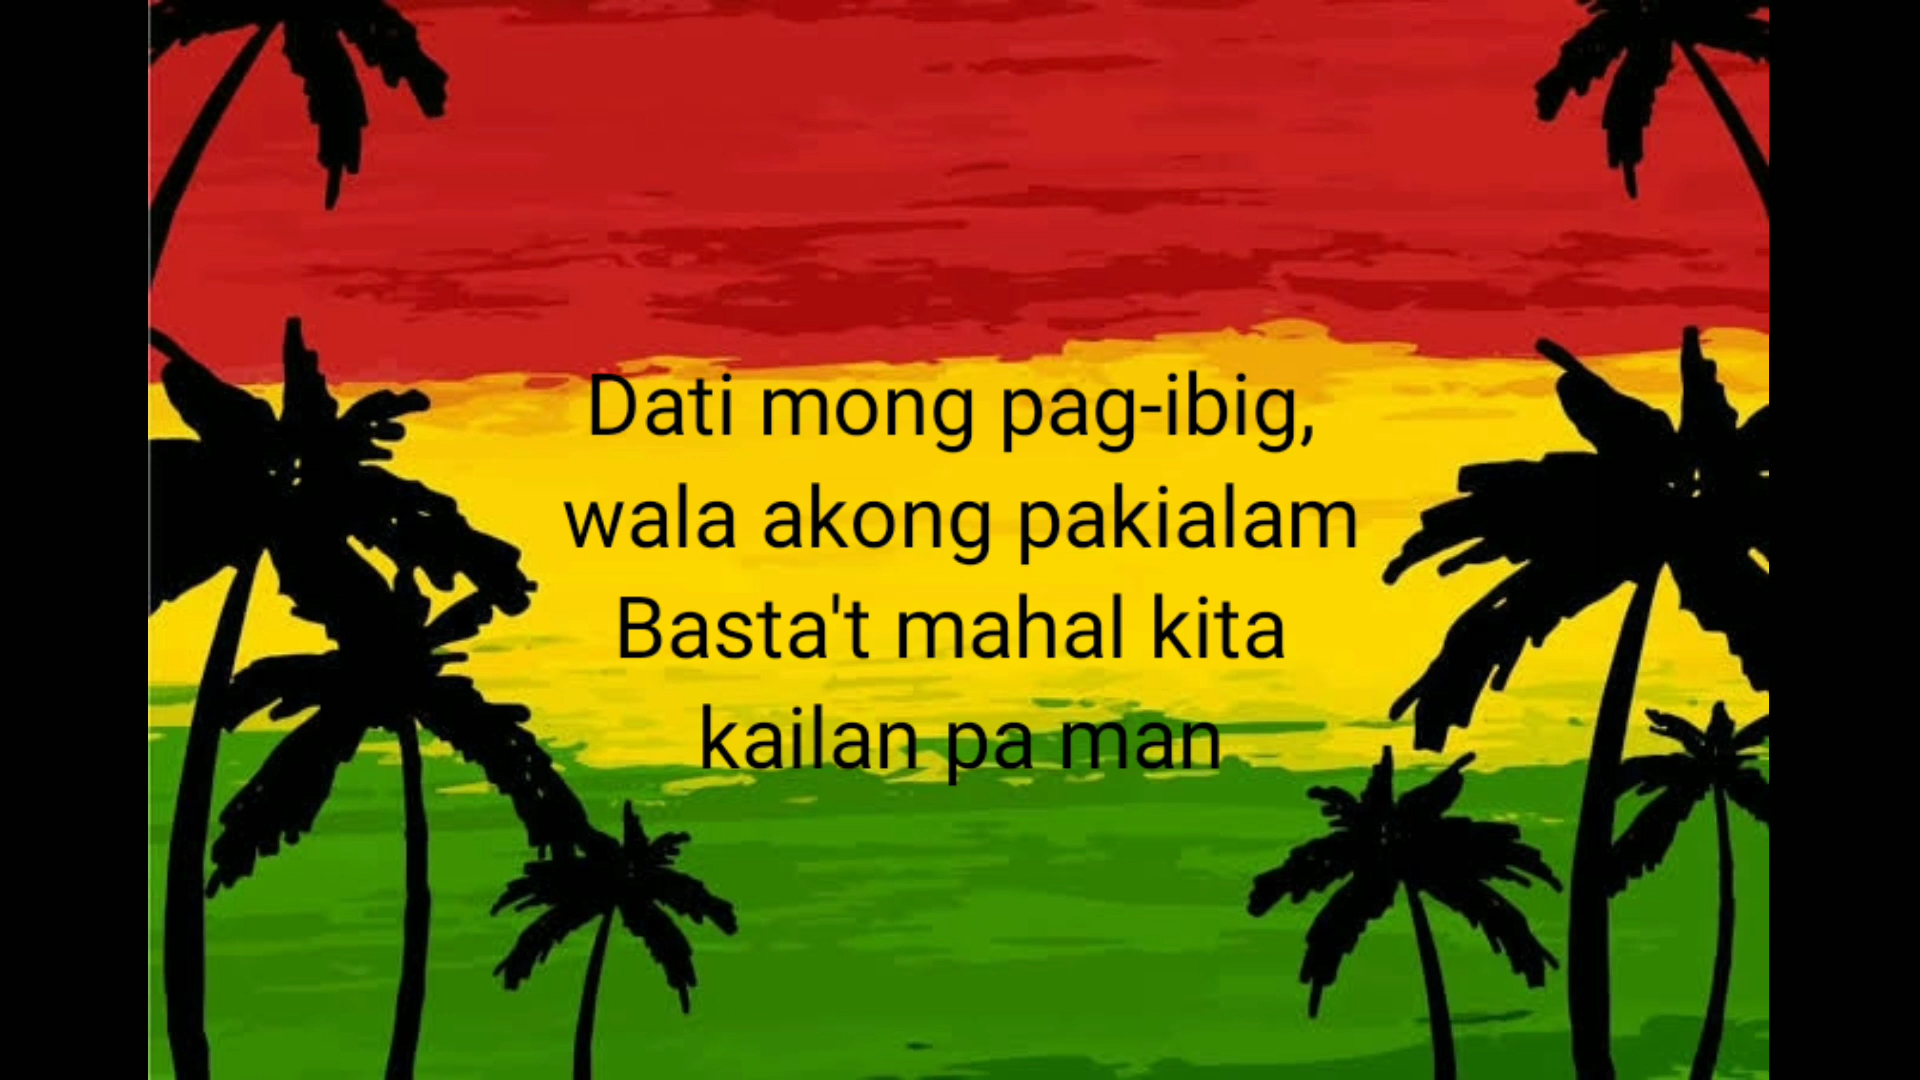 Dati mong pag-ibig,
wala akong pakialam
Basta't mahal kita
kailan pa man